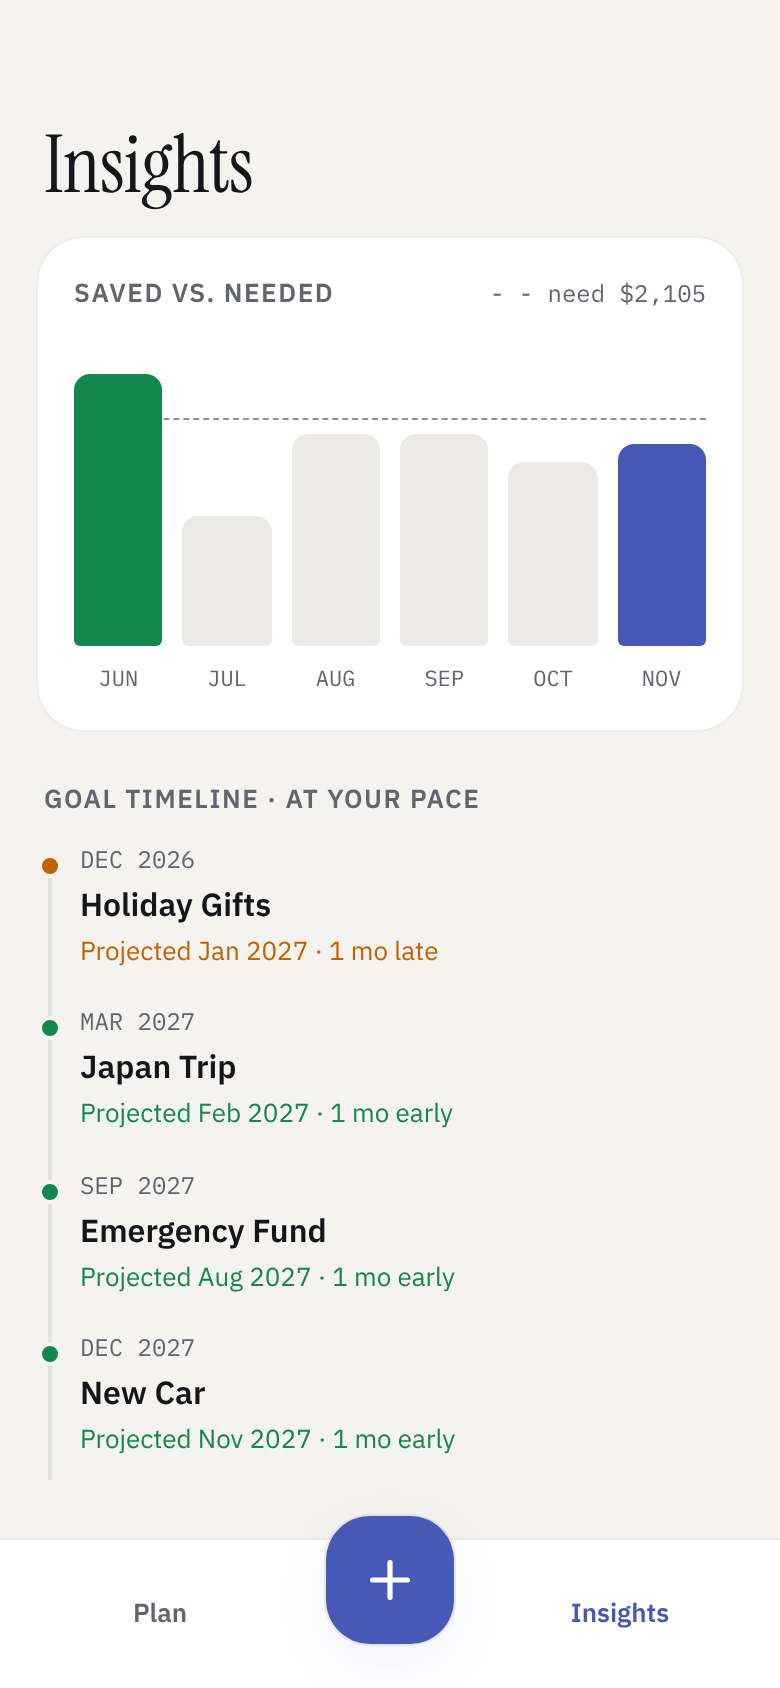 Insights
SAVED VS. NEEDED
- - need $2,105
JUN JUL AUG SEP OCT NOV
GOAL TIMELINE · AT YOUR PACE
DEC 2026
Holiday Gifts
Projected Jan 2027 · 1 mo late
MAR 2027
Japan Trip
Projected Feb 2027 · 1 mo early
SEP 2027
Emergency Fund
Projected Aug 2027 · 1 mo early
DEC 2027
New Car
Projected Nov 2027 · 1 mo early
Plan
Insights